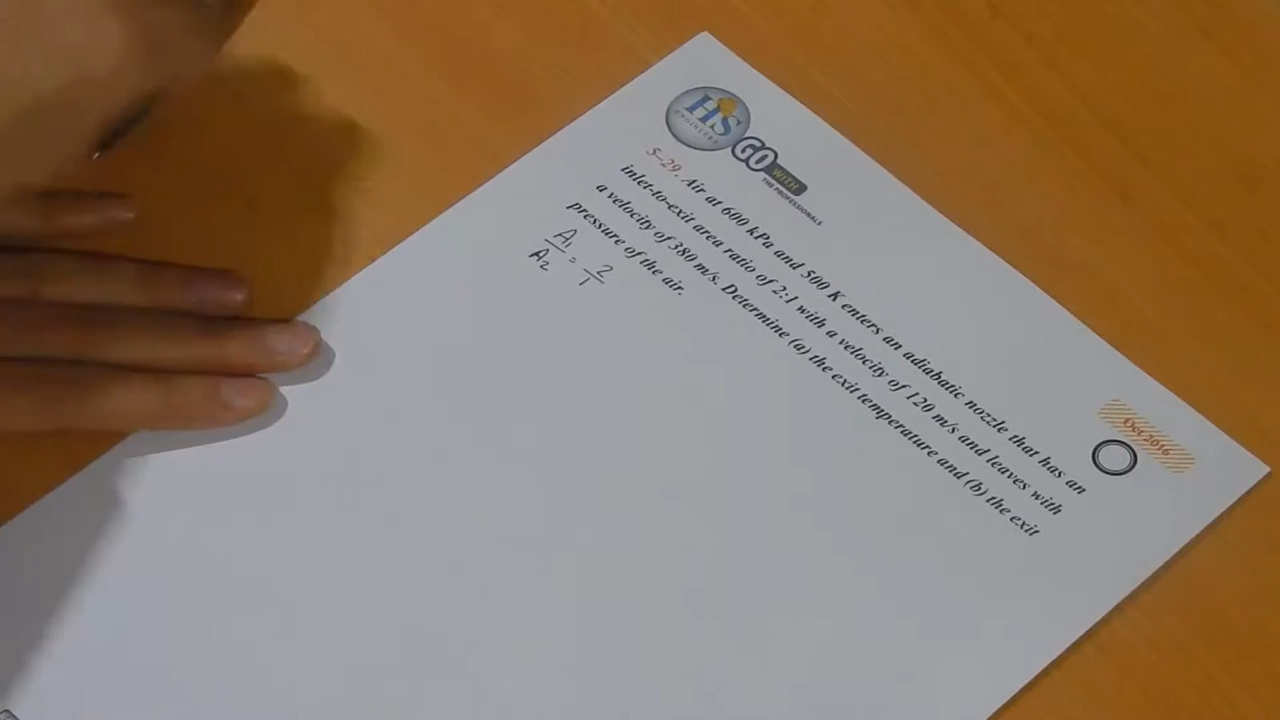 HS
ENGINEERS
GO
WITH
THE PROFESSIONALS
Oct 2016
5-29. Air at 600 kPa and 500 K enters an adiabatic nozzle that has an
inlet-to-exit area ratio of 2:1 with a velocity of 120 m/s and leaves with
a velocity of 380 m/s. Determine (a) the exit temperature and (b) the exit
pressure of the air.
A1/A2 = 2/1